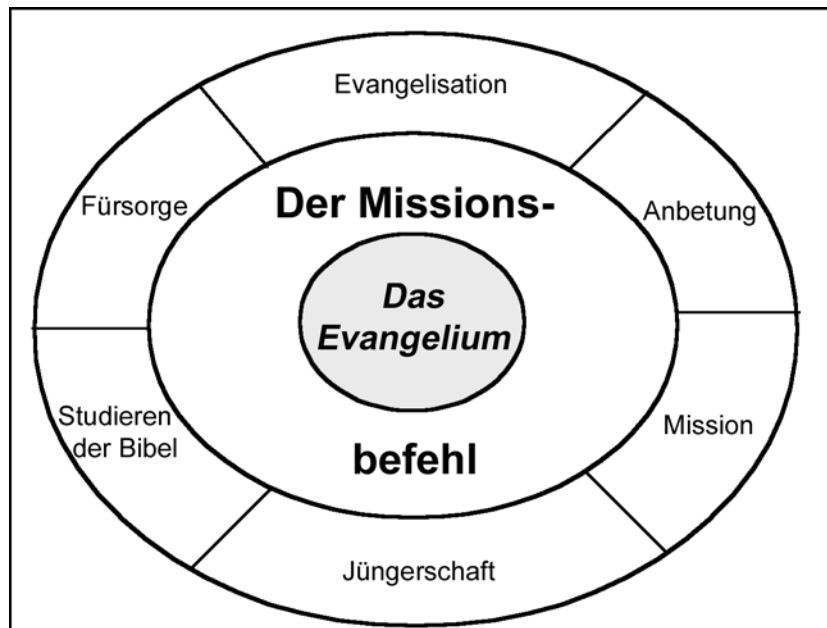 Evangelisation
Fürsorge
Der Missions-
Anbetung
Das
Evangelium
Studieren
der Bibel
Mission
befehl
Jüngerschaft